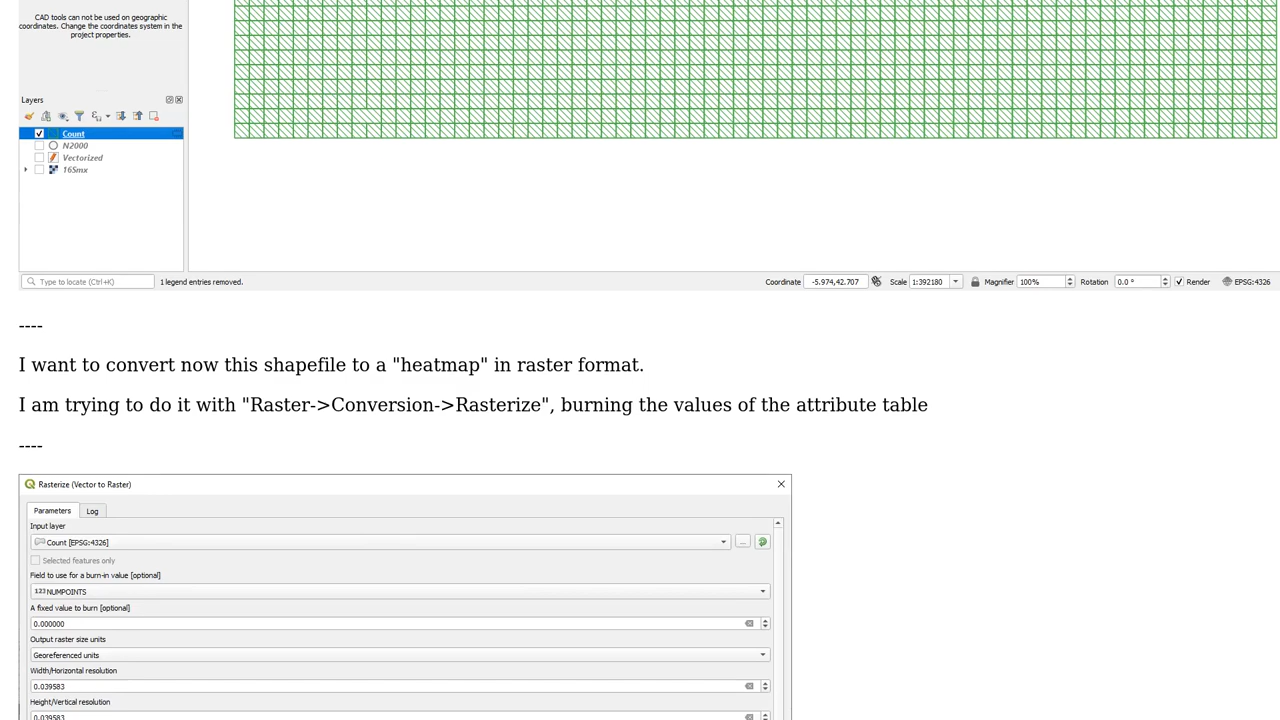 CAD tools can not be used on geographic
coordinates. Change the coordinates system in the
project properties.
Layers
Count
N2000
Vectorized
165mx
Type to locate (Ctrl+K)
1 legend entries removed.
Coordinate
-5.974,42.707
Scale
1:392180
Magnifier
100%
Rotation
0.0 °
Render
EPSG:4326
----
I want to convert now this shapefile to a "heatmap" in raster format.
I am trying to do it with "Raster->Conversion->Rasterize", burning the values of the attribute table
----
Rasterize (Vector to Raster)
Parameters
Log
Input layer
Count [EPSG:4326]
...
Selected features only
Field to use for a burn-in value [optional]
123 NUMPOINTS
A fixed value to burn [optional]
0.000000
Output raster size units
Georeferenced units
Width/Horizontal resolution
0.039583
Height/Vertical resolution
0.039583